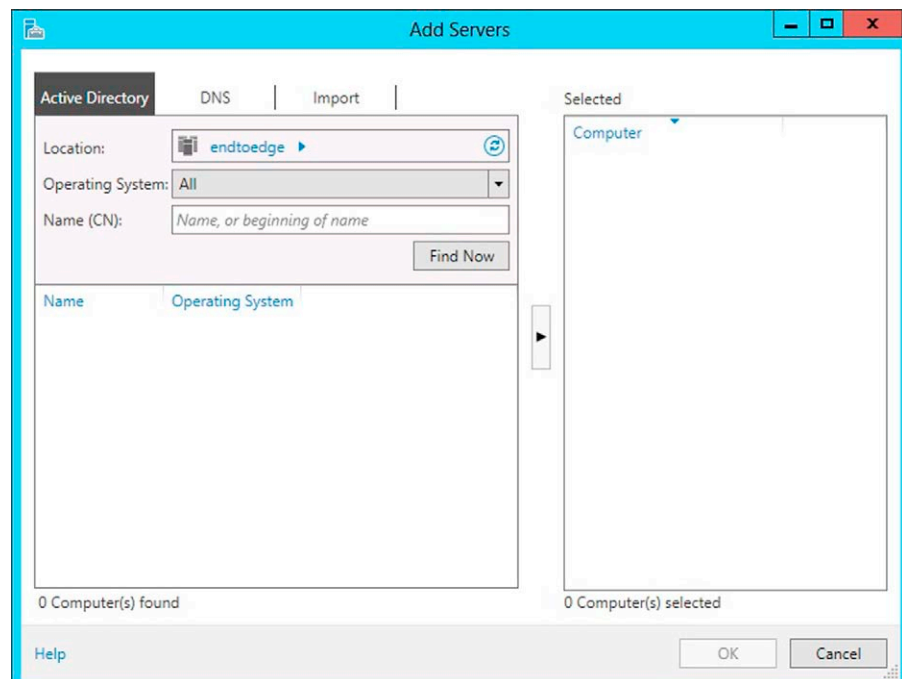 Add Servers
Active Directory DNS Import
Location: endtoedge
Operating System: All
Name (CN): Name, or beginning of name
Find Now
Name Operating System
0 Computer(s) found
Selected
Computer
0 Computer(s) selected
Help OK Cancel